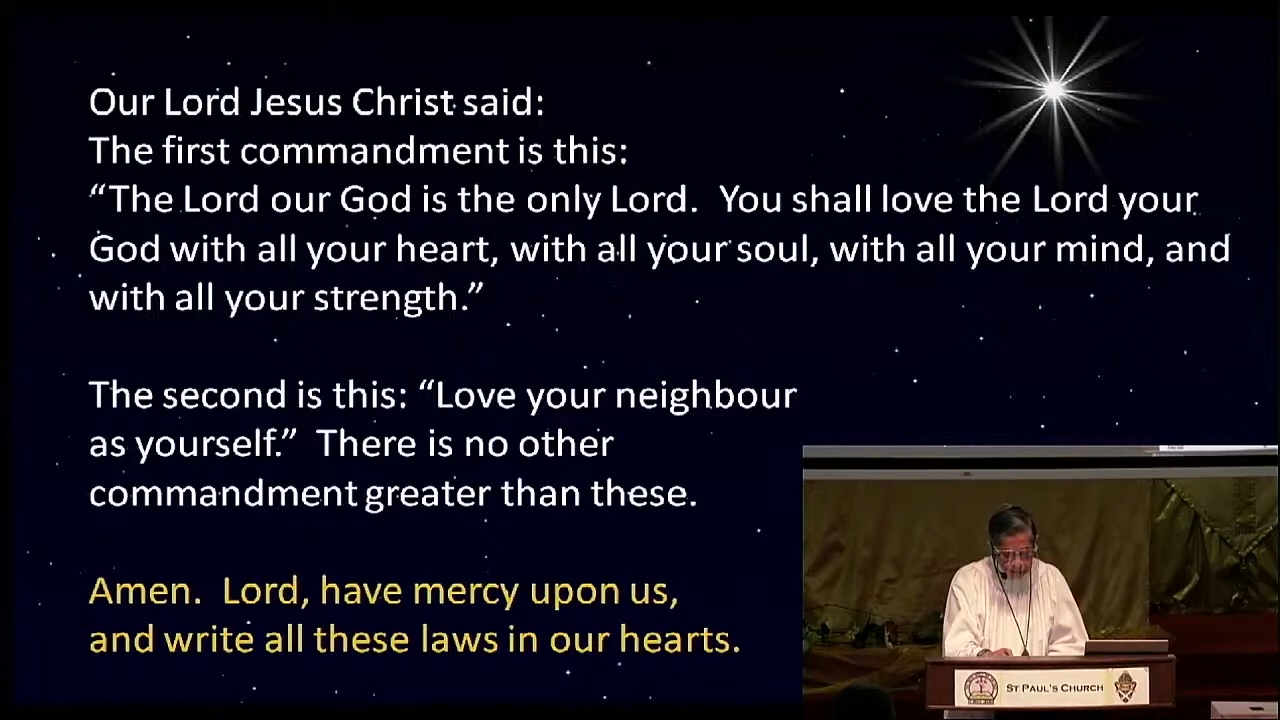 Our Lord Jesus Christ said:
The first commandment is this:
“The Lord our God is the only Lord.  You shall love the Lord your
God with all your heart, with all your soul, with all your mind, and
with all your strength.”
The second is this: “Love your neighbour
as yourself.”  There is no other
commandment greater than these.
Amen.  Lord, have mercy upon us,
and write all these laws in our hearts.
ST PAUL'S CHURCH